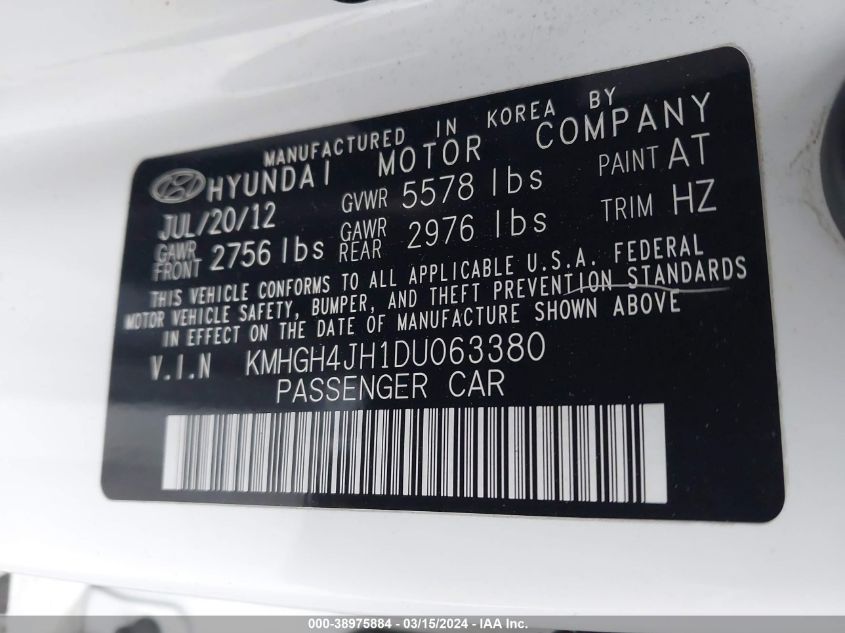 MANUFACTURED IN KOREA BY
HYUNDAI MOTOR COMPANY
JUL/20/12 GVWR 5578 lbs PAINT AT
GAWR FRONT 2756 lbs GAWR REAR 2976 lbs TRIM HZ
THIS VEHICLE CONFORMS TO ALL APPLICABLE U.S.A. FEDERAL
MOTOR VEHICLE SAFETY, BUMPER, AND THEFT PREVENTION STANDARDS
IN EFFECT ON THE DATE OF MANUFACTURE SHOWN ABOVE
V.I.N KMHGH4JH1DU063380
PASSENGER CAR
000-38975884 - 03/15/2024 - IAAI.com